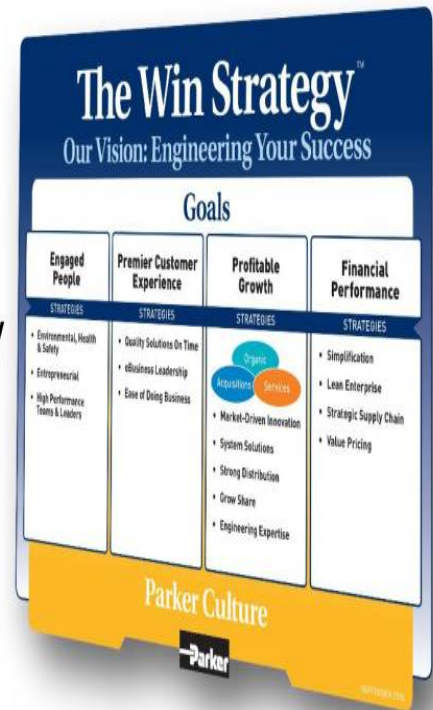 The Win Strategy™
Our Vision: Engineering Your Success
Goals
Engaged
People
STRATEGIES
• Environmental, Health
& Safety
• Entrepreneurial
• High Performance
Teams & Leaders
Premier Customer
Experience
STRATEGIES
• Quality Solutions On Time
• eBusiness Leadership
• Ease of Doing Business
Profitable
Growth
STRATEGIES
Organic
Acquisitions
Services
• Market-Driven Innovation
• System Solutions
• Strong Distribution
• Grow Share
• Engineering Expertise
Financial
Performance
STRATEGIES
• Simplification
• Lean Enterprise
• Strategic Supply Chain
• Value Pricing
Parker Culture
Parker
SEPTEMBER